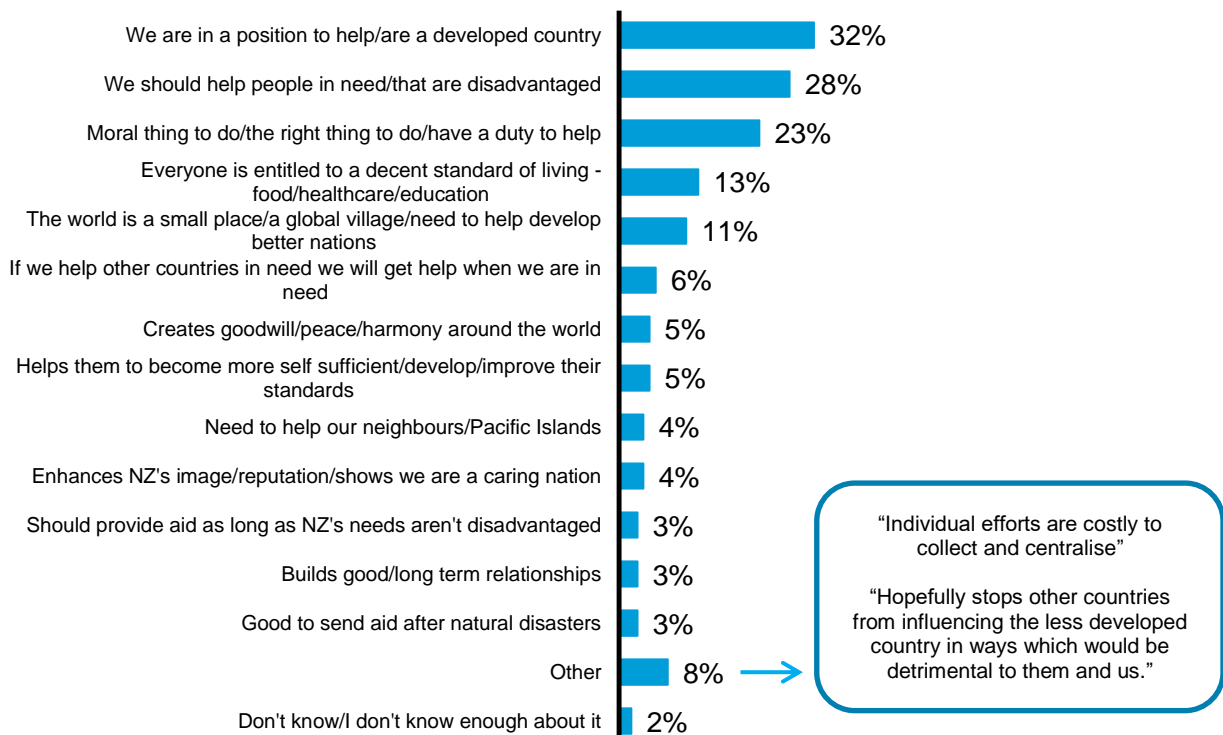 We are in a position to help/are a developed country
32%
We should help people in need/that are disadvantaged
28%
Moral thing to do/the right thing to do/have a duty to help
23%
Everyone is entitled to a decent standard of living -
food/healthcare/education
13%
The world is a small place/a global village/need to help develop
better nations
11%
If we help other countries in need we will get help when we are in
need
6%
Creates goodwill/peace/harmony around the world
5%
Helps them to become more self sufficient/develop/improve their
standards
5%
Need to help our neighbours/Pacific Islands
4%
Enhances NZ's image/reputation/shows we are a caring nation
4%
Should provide aid as long as NZ's needs aren't disadvantaged
3%
Builds good/long term relationships
3%
Good to send aid after natural disasters
3%
Other
8%
Don't know/I don't know enough about it
2%
“Individual efforts are costly to
collect and centralise”
“Hopefully stops other countries
from influencing the less developed
country in ways which would be
detrimental to them and us.”